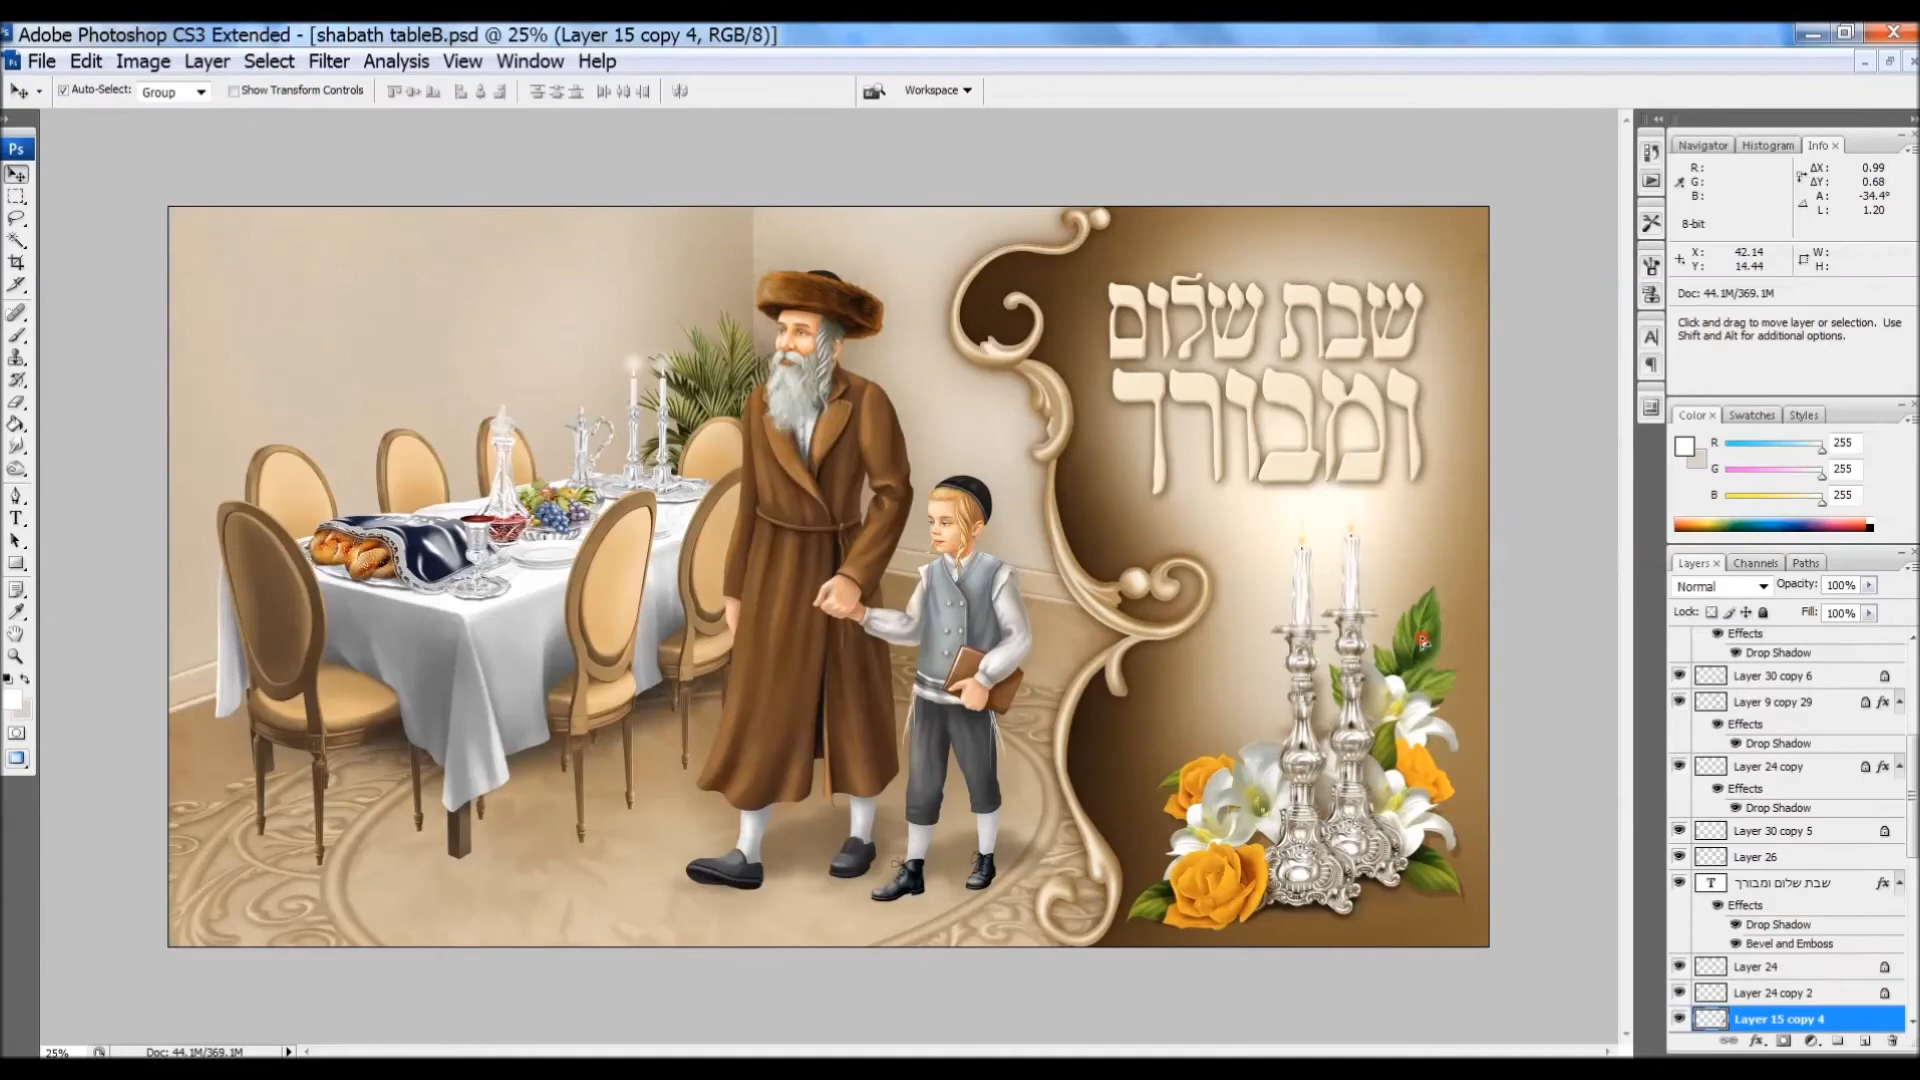 Adobe Photoshop CS3 Extended - [shabath tableB.psd @ 25% (Layer 15 copy 4, RGB/8)]
File Edit Image Layer Select Filter Analysis View Window Help
Auto-Select: Group Show Transform Controls Workspace
Ps
Navigator Histogram Info
R: ΔX: 0.99
G: ΔY: 0.68
B: A: -34.4°
L: 1.20
8-bit
X: 42.14 W:
Y: 14.44 H:
Doc: 44.1M/369.1M
Click and drag to move layer or selection. Use
Shift and Alt for additional options.
שבת שלום
ומבורך
Color Swatches Styles
R 255
G 255
B 255
Layers Channels Paths
Normal Opacity: 100%
Lock: Fill: 100%
Effects
Drop Shadow
Layer 30 copy 6
Layer 9 copy 29 fx
Effects
Drop Shadow
Layer 24 copy fx
Effects
Drop Shadow
Layer 30 copy 5
Layer 26
T שבת שלום ומבורך fx
Effects
Drop Shadow
Bevel and Emboss
Layer 24
Layer 24 copy 2
Layer 15 copy 4
25% Doc: 44.1M/369.1M